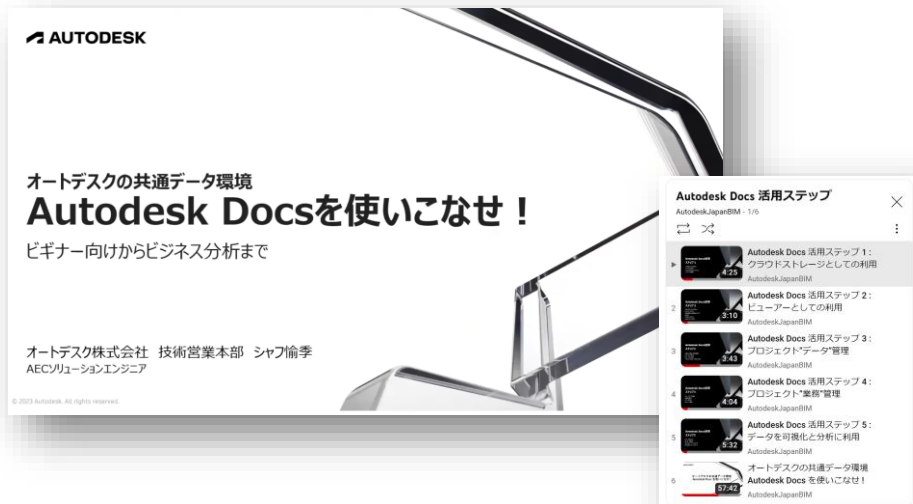 AUTODESK
オートデスクの共通データ環境
Autodesk Docsを使いこなせ！
ビギナー向けからビジネス分析まで
オートデスク株式会社 技術営業本部 シャフ愉季
AECソリューションエンジニア
© 2023 Autodesk. All rights reserved.
Autodesk Docs 活用ステップ
AutodeskJapanBIM - 1/6
4:25
Autodesk Docs 活用ステップ 1：
クラウドストレージとしての利用
AutodeskJapanBIM
2
3:10
Autodesk Docs 活用ステップ 2：
ビューアーとしての利用
AutodeskJapanBIM
3
3:43
Autodesk Docs 活用ステップ 3：
プロジェクト"データ"管理
AutodeskJapanBIM
4
4:04
Autodesk Docs 活用ステップ 4：
プロジェクト"業務"管理
AutodeskJapanBIM
5
5:32
Autodesk Docs 活用ステップ 5：
データを可視化と分析に利用
AutodeskJapanBIM
6
57:42
オートデスクの共通データ環境
Autodesk Docs を使いこなせ！
AutodeskJapanBIM